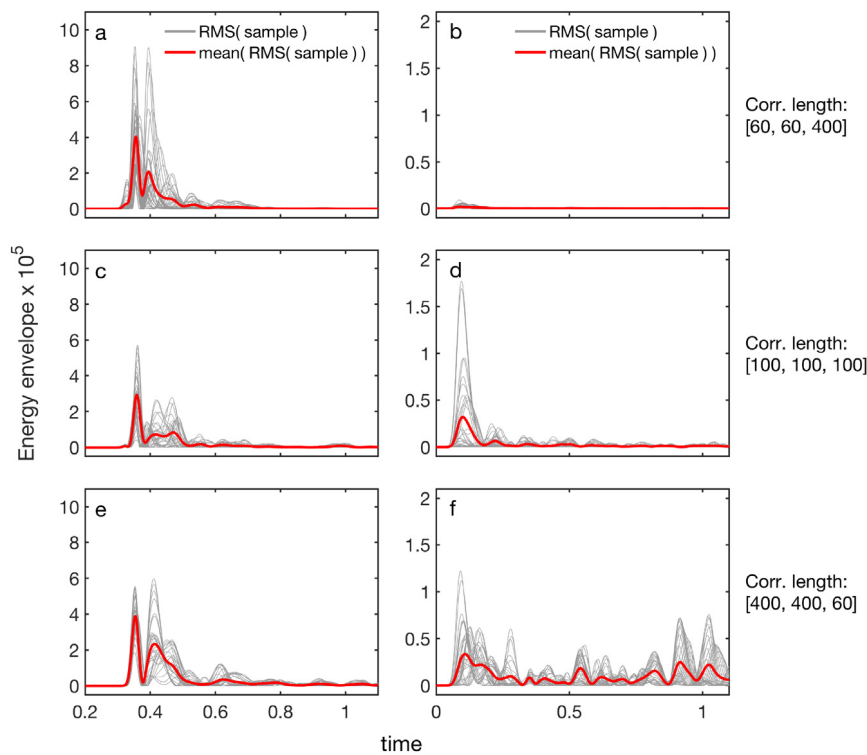 a
RMS( sample )
mean( RMS( sample ) )
10
8
6
4
2
0
b
RMS( sample )
mean( RMS( sample ) )
2
1.5
1
0.5
0
Corr. length:
[60, 60, 400]
Energy envelope x 10⁵
c
10
8
6
4
2
0
d
2
1.5
1
0.5
0
Corr. length:
[100, 100, 100]
e
10
8
6
4
2
0
0.2 0.4 0.6 0.8 1
f
2
1.5
1
0.5
0
0 0.5 1
Corr. length:
[400, 400, 60]
time